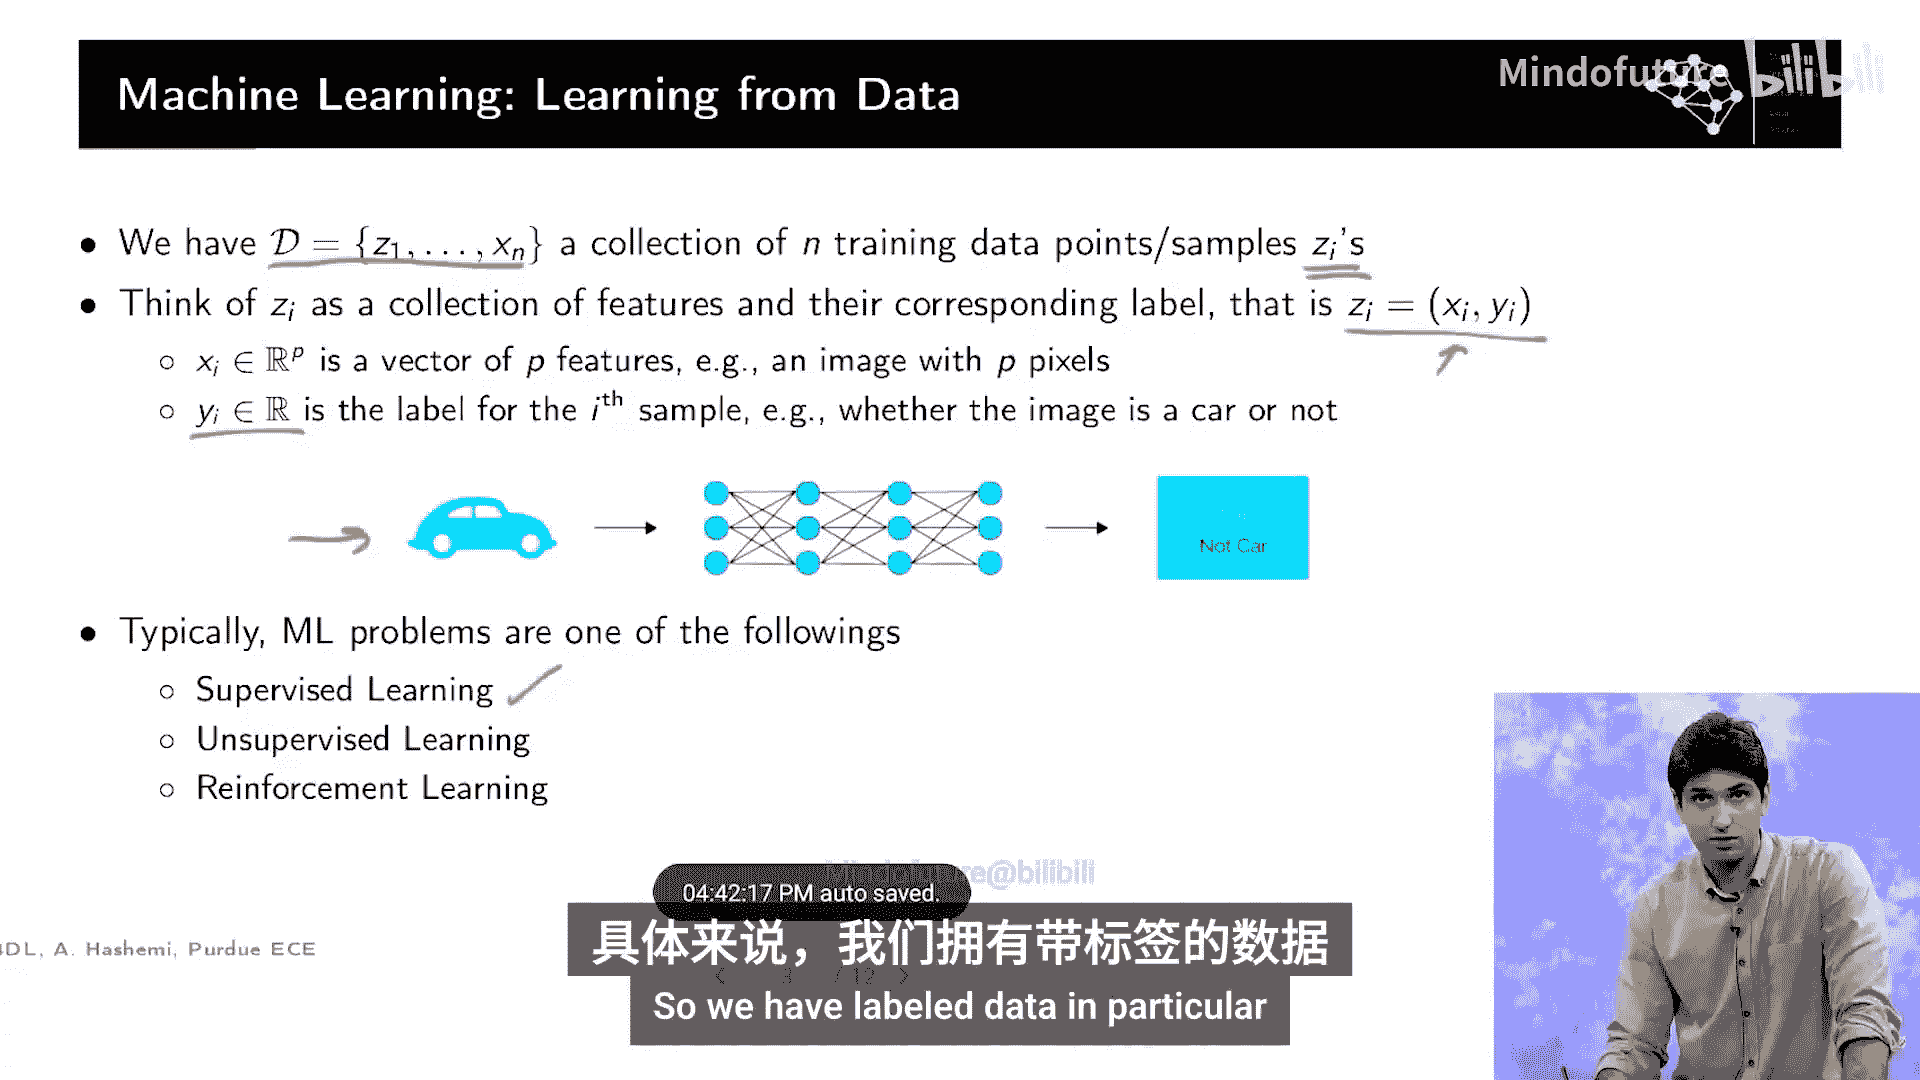 Machine Learning: Learning from Data
Mindofuture
bilibili
• We have 𝒟 = {z₁, . . . , xₙ} a collection of n training data points/samples zᵢ's
• Think of zᵢ as a collection of features and their corresponding label, that is zᵢ = (xᵢ, yᵢ)
○ xᵢ ∈ ℝᵖ is a vector of p features, e.g., an image with p pixels
○ yᵢ ∈ ℝ is the label for the iᵗʰ sample, e.g., whether the image is a car or not
Not Car
• Typically, ML problems are one of the followings
○ Supervised Learning
○ Unsupervised Learning
○ Reinforcement Learning
Mindofuture@bilibili
04:42:17 PM auto saved.
DL, A. Hashemi, Purdue ECE
具体来说，我们拥有带标签的数据
3 / 12
So we have labeled data in particular